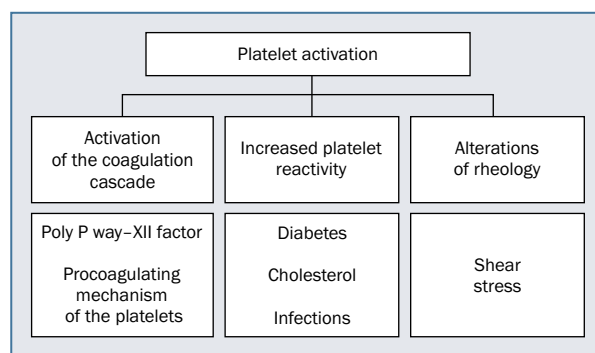 Platelet activation
Activation
of the coagulation
cascade
Increased platelet
reactivity
Alterations
of rheology
Poly P way–XII factor
Procoagulating
mechanism
of the platelets
Diabetes
Cholesterol
Infections
Shear
stress